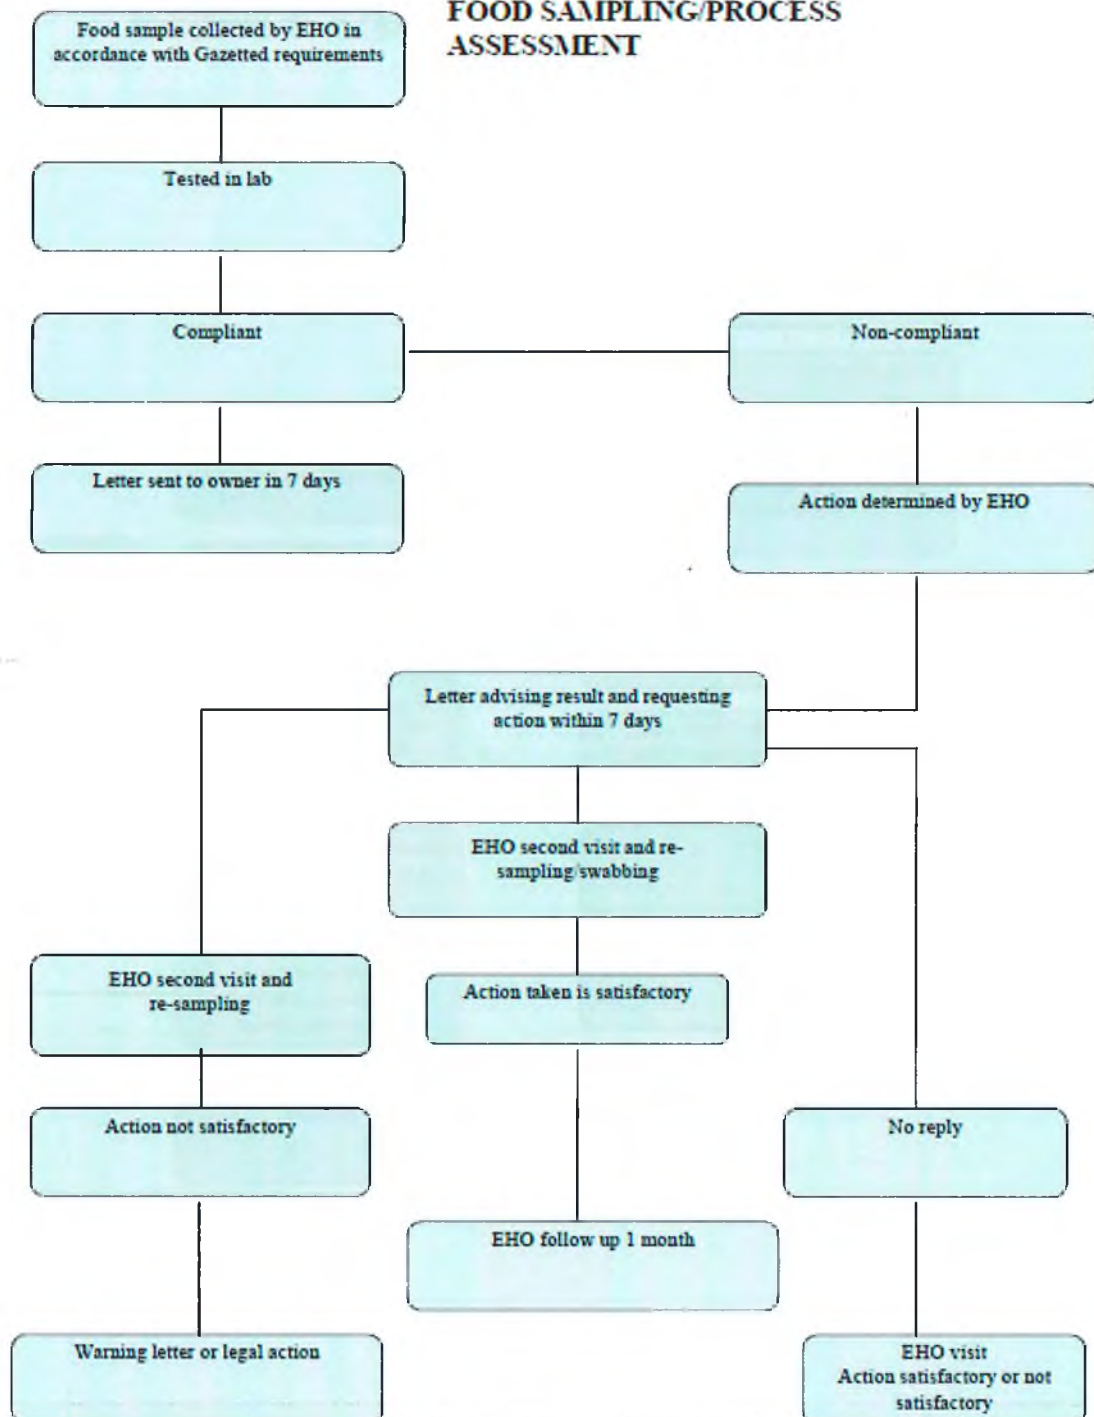 FOOD SAMPLING/PROCESS
ASSESSMENT
Food sample collected by EHO in
accordance with Gazetted requirements
Tested in lab
Compliant
Non-compliant
Letter sent to owner in 7 days
Action determined by EHO
Letter advising result and requesting
action within 7 days
EHO second visit and re-
sampling/swabbing
EHO second visit and
re-sampling
Action taken is satisfactory
Action not satisfactory
No reply
EHO follow up 1 month
Warning letter or legal action
EHO visit
Action satisfactory or not
satisfactory